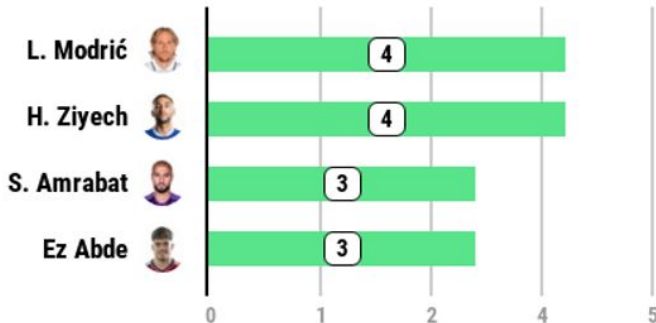 L. Modrić 4
H. Ziyech 4
S. Amrabat 3
Ez Abde 3
0 1 2 4 5